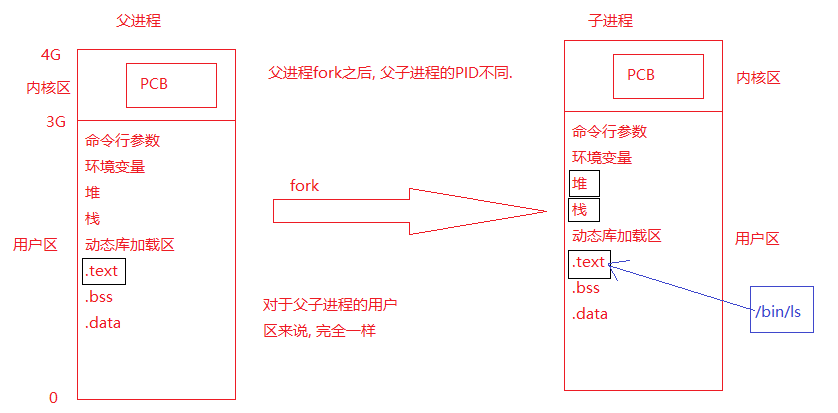 父进程
4G
内核区
PCB
3G
命令行参数
环境变量
堆
栈
用户区
动态库加载区
.text
.bss
.data
0
父进程fork之后, 父子进程的PID不同.
fork
对于父子进程的用户
区来说, 完全一样
子进程
PCB
内核区
命令行参数
环境变量
堆
栈
动态库加载区
用户区
.text
.bss
.data
/bin/ls